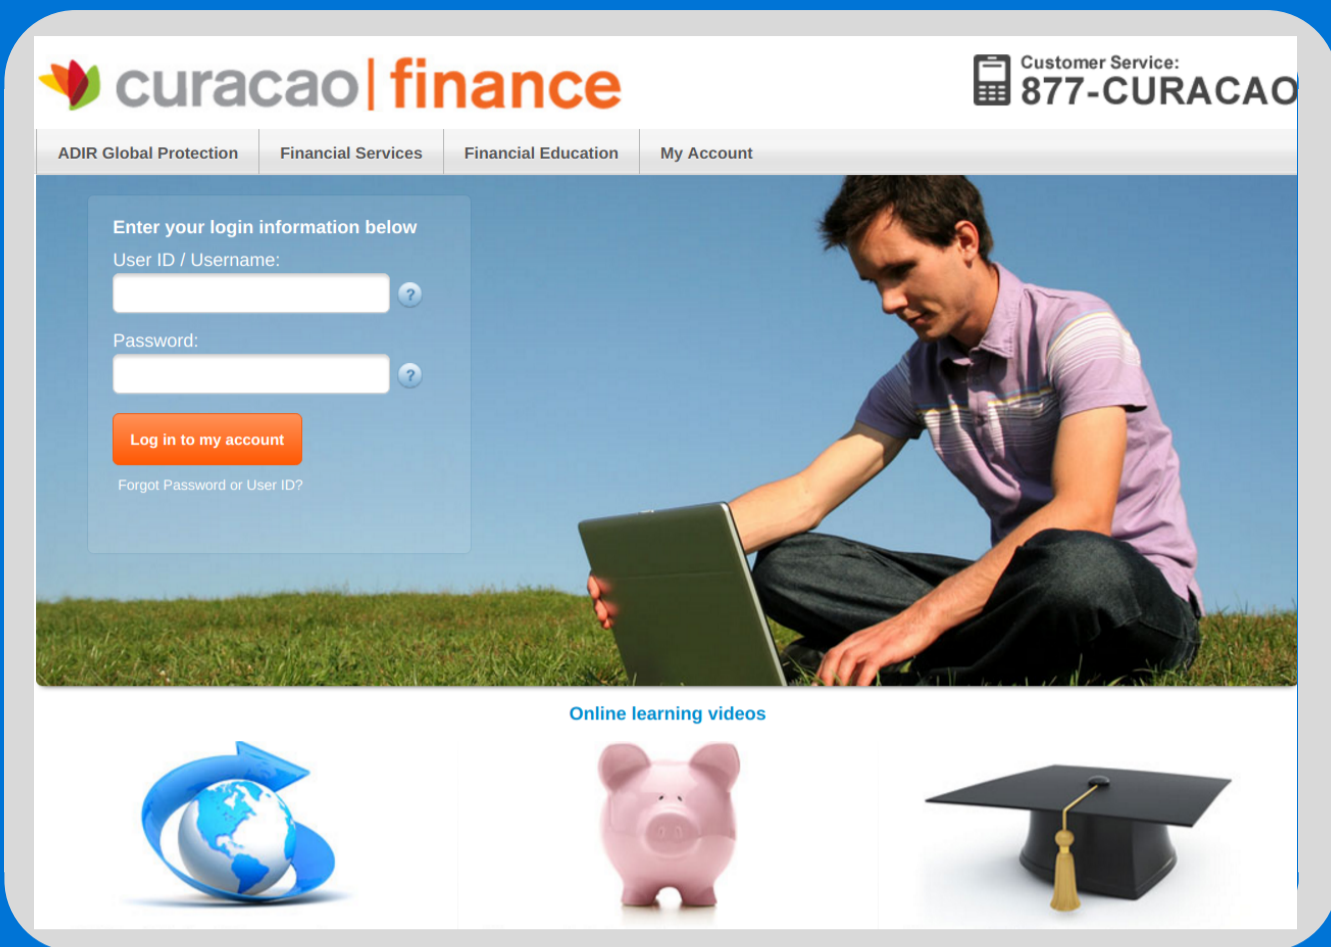 curacao | finance
Customer Service:
877-CURACAO
ADIR Global Protection
Financial Services
Financial Education
My Account
Enter your login information below
User ID / Username:
?
Password:
?
Log in to my account
Forgot Password or User ID?
Online learning videos